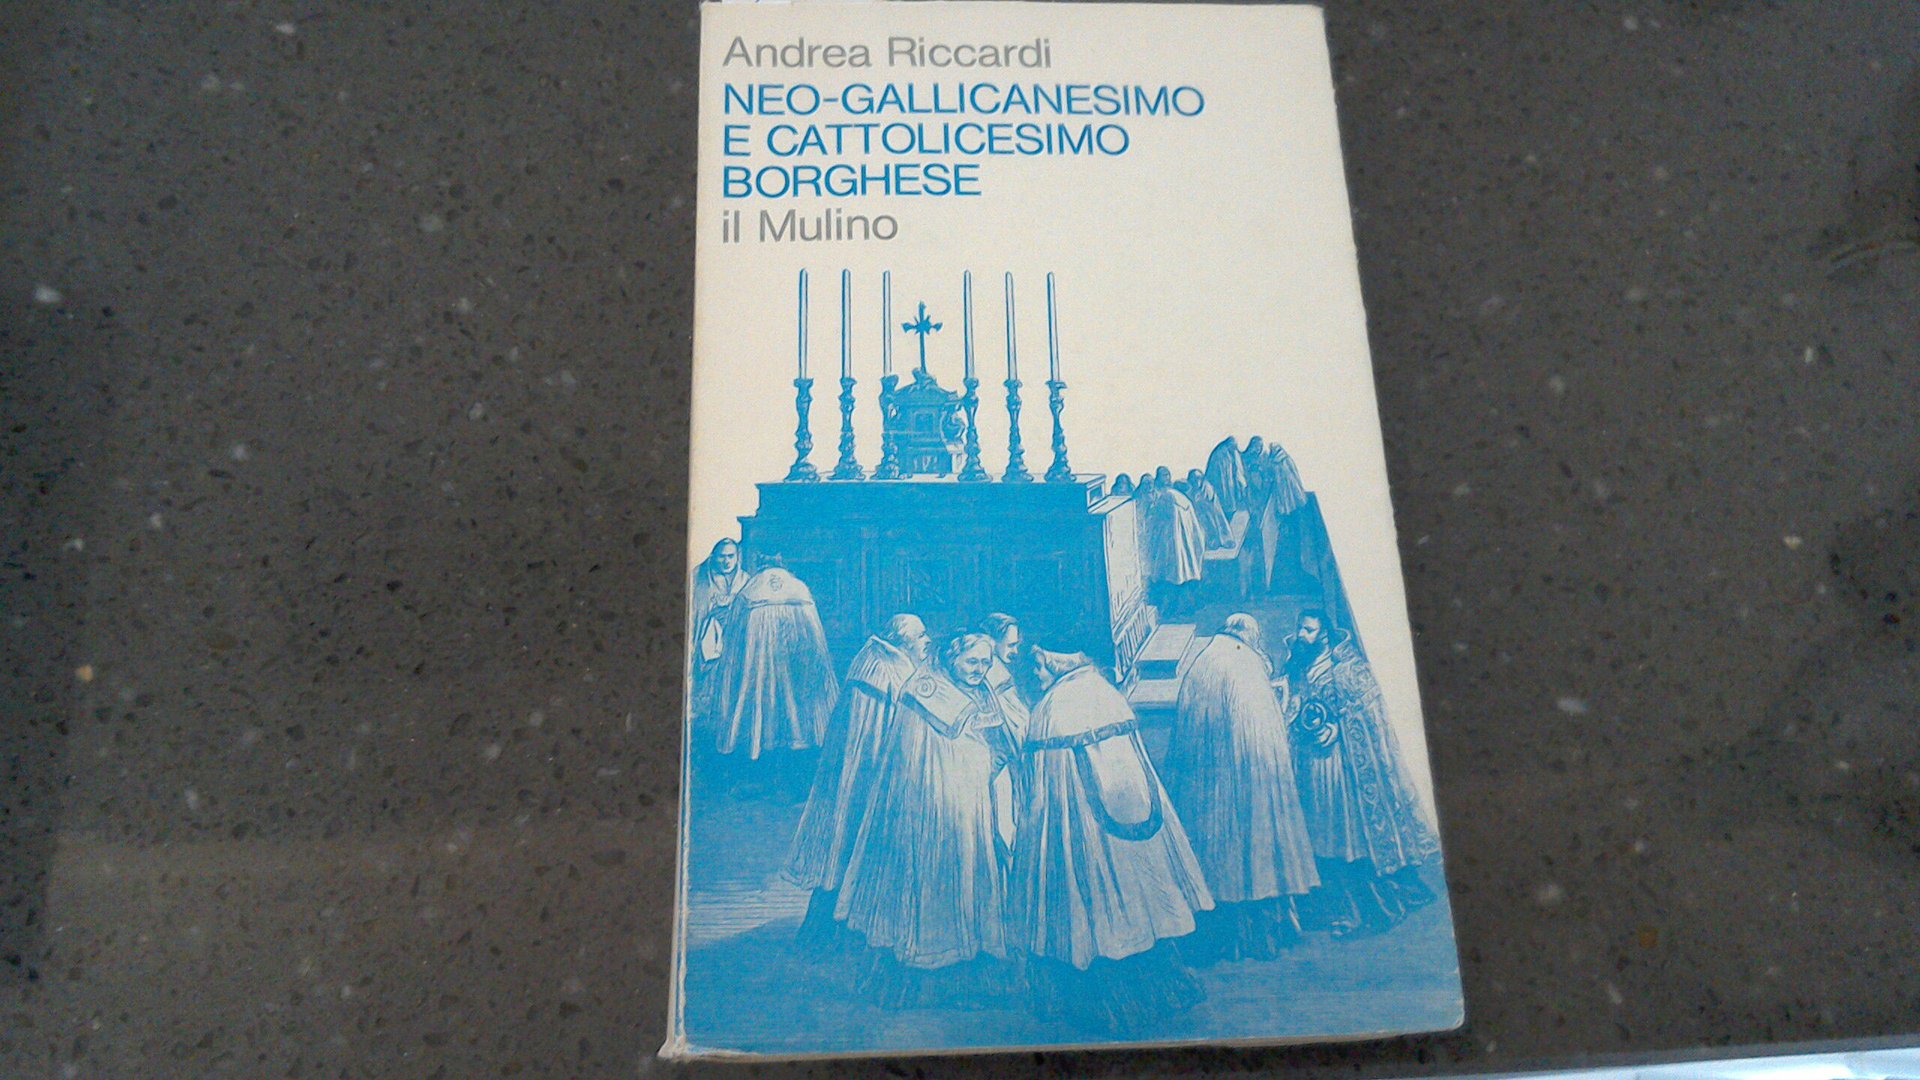 Andrea Riccardi
NEO-GALLICANESIMO
E CATTOLICESIMO
BORGHESE
il Mulino